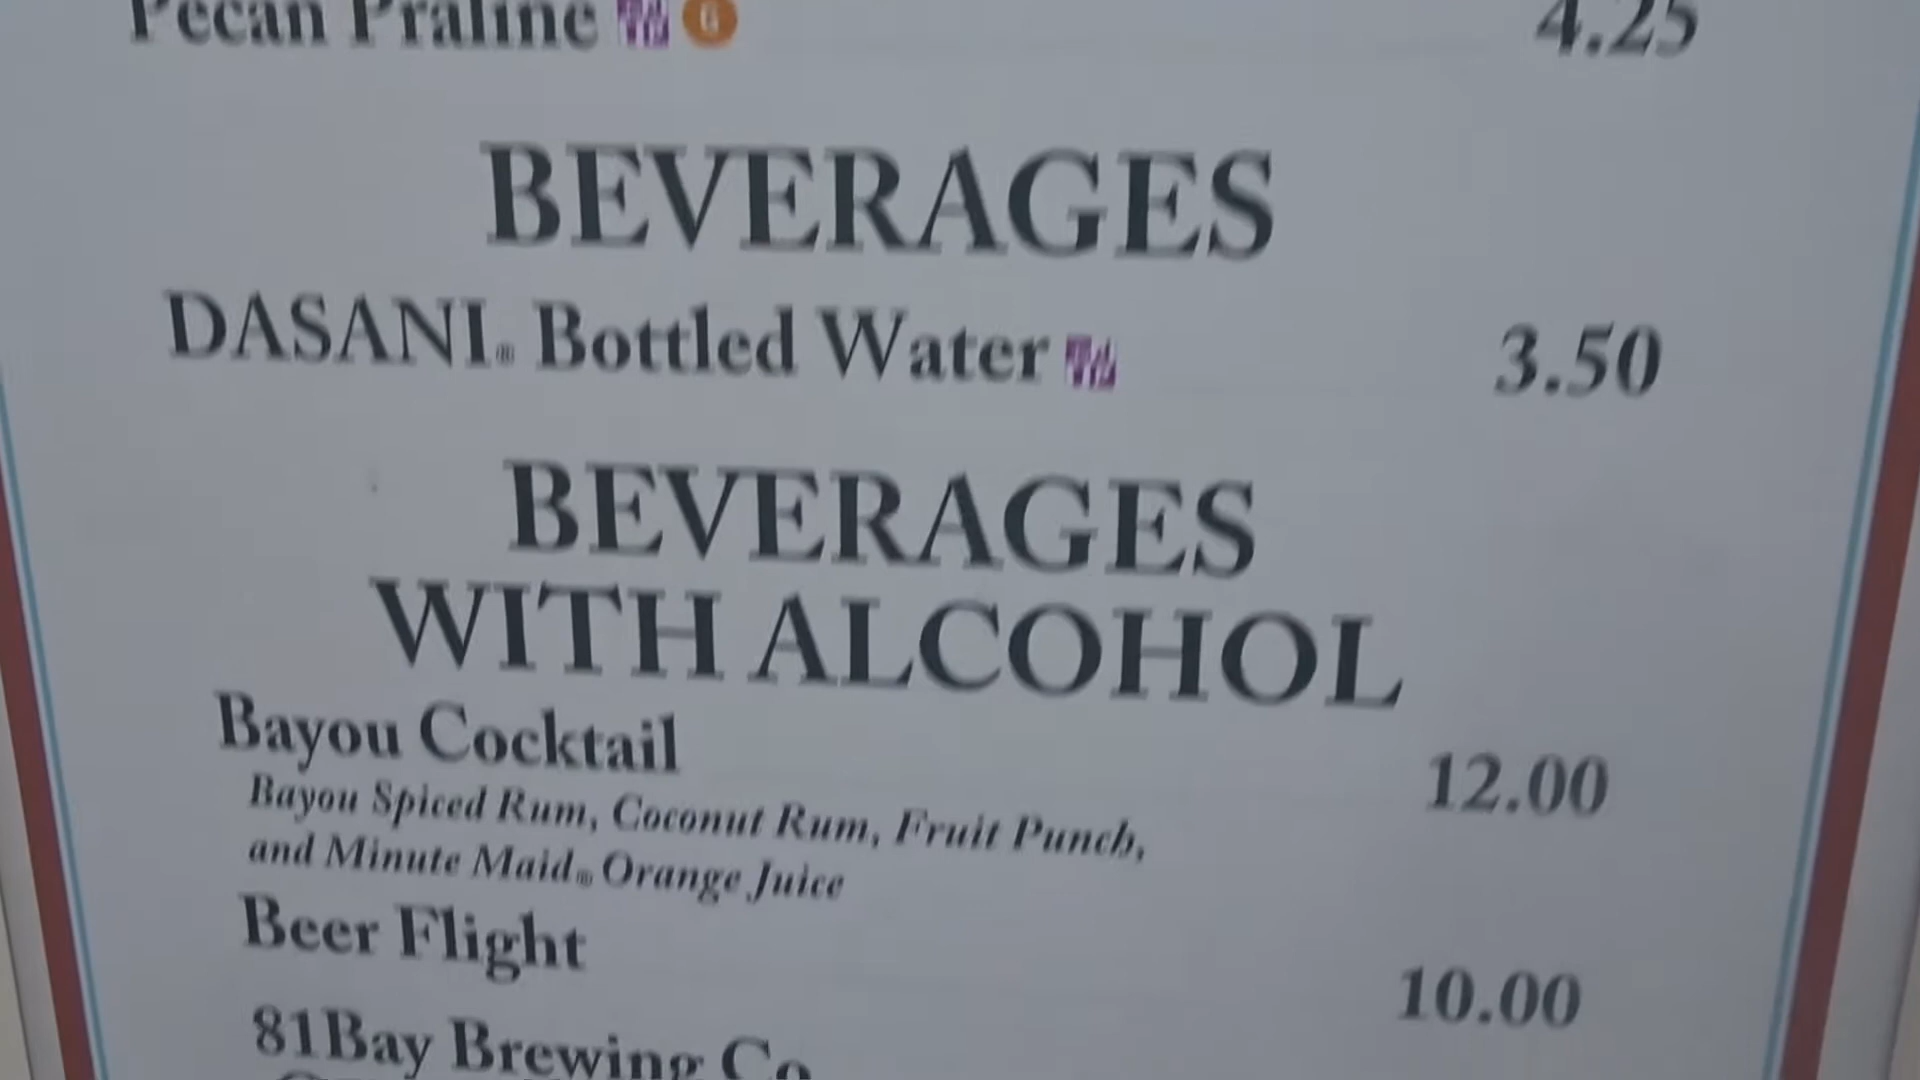 Pecan Praline G 4.25
BEVERAGES
DASANI® Bottled Water 3.50
BEVERAGES
WITH ALCOHOL
Bayou Cocktail 12.00
Bayou Spiced Rum, Coconut Rum, Fruit Punch,
and Minute Maid® Orange Juice
Beer Flight 10.00
81Bay Brewing Co